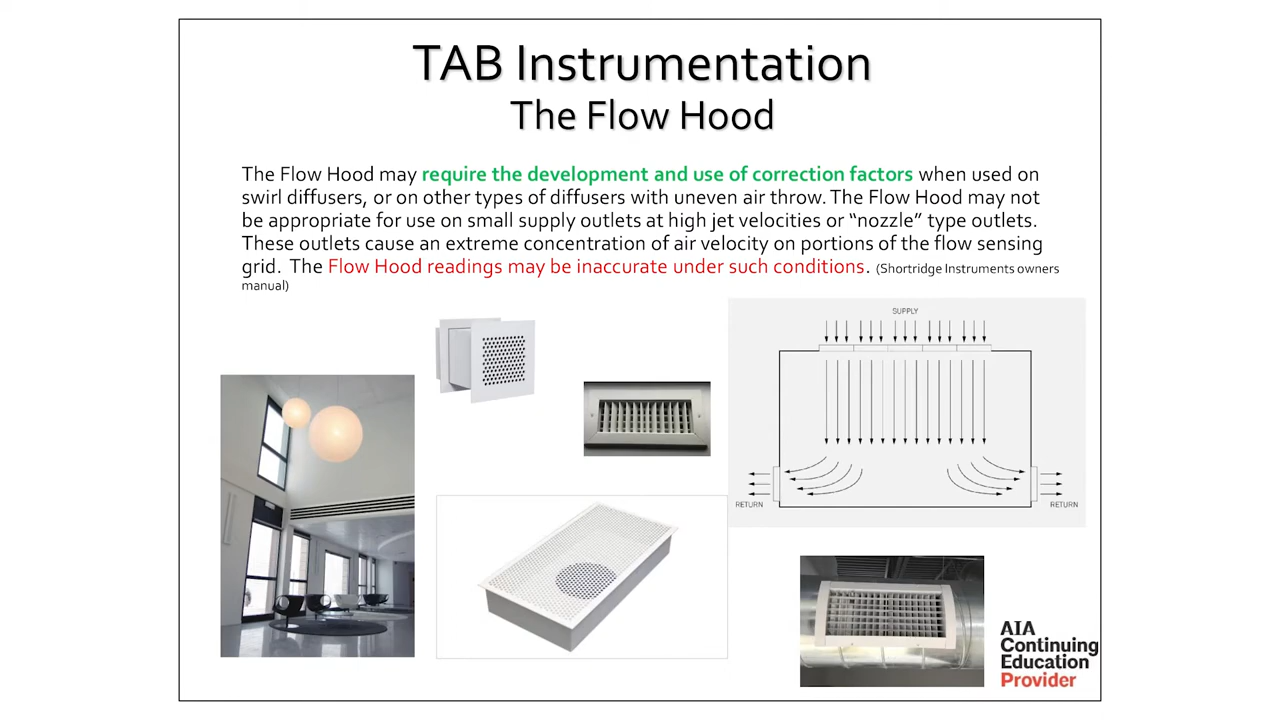 TAB Instrumentation
The Flow Hood
The Flow Hood may require the development and use of correction factors when used on
swirl diffusers, or on other types of diffusers with uneven air throw. The Flow Hood may not
be appropriate for use on small supply outlets at high jet velocities or “nozzle” type outlets.
These outlets cause an extreme concentration of air velocity on portions of the flow sensing
grid. The Flow Hood readings may be inaccurate under such conditions. (Shortridge Instruments owners
manual)
SUPPLY
RETURN
RETURN
AIA
Continuing
Education
Provider